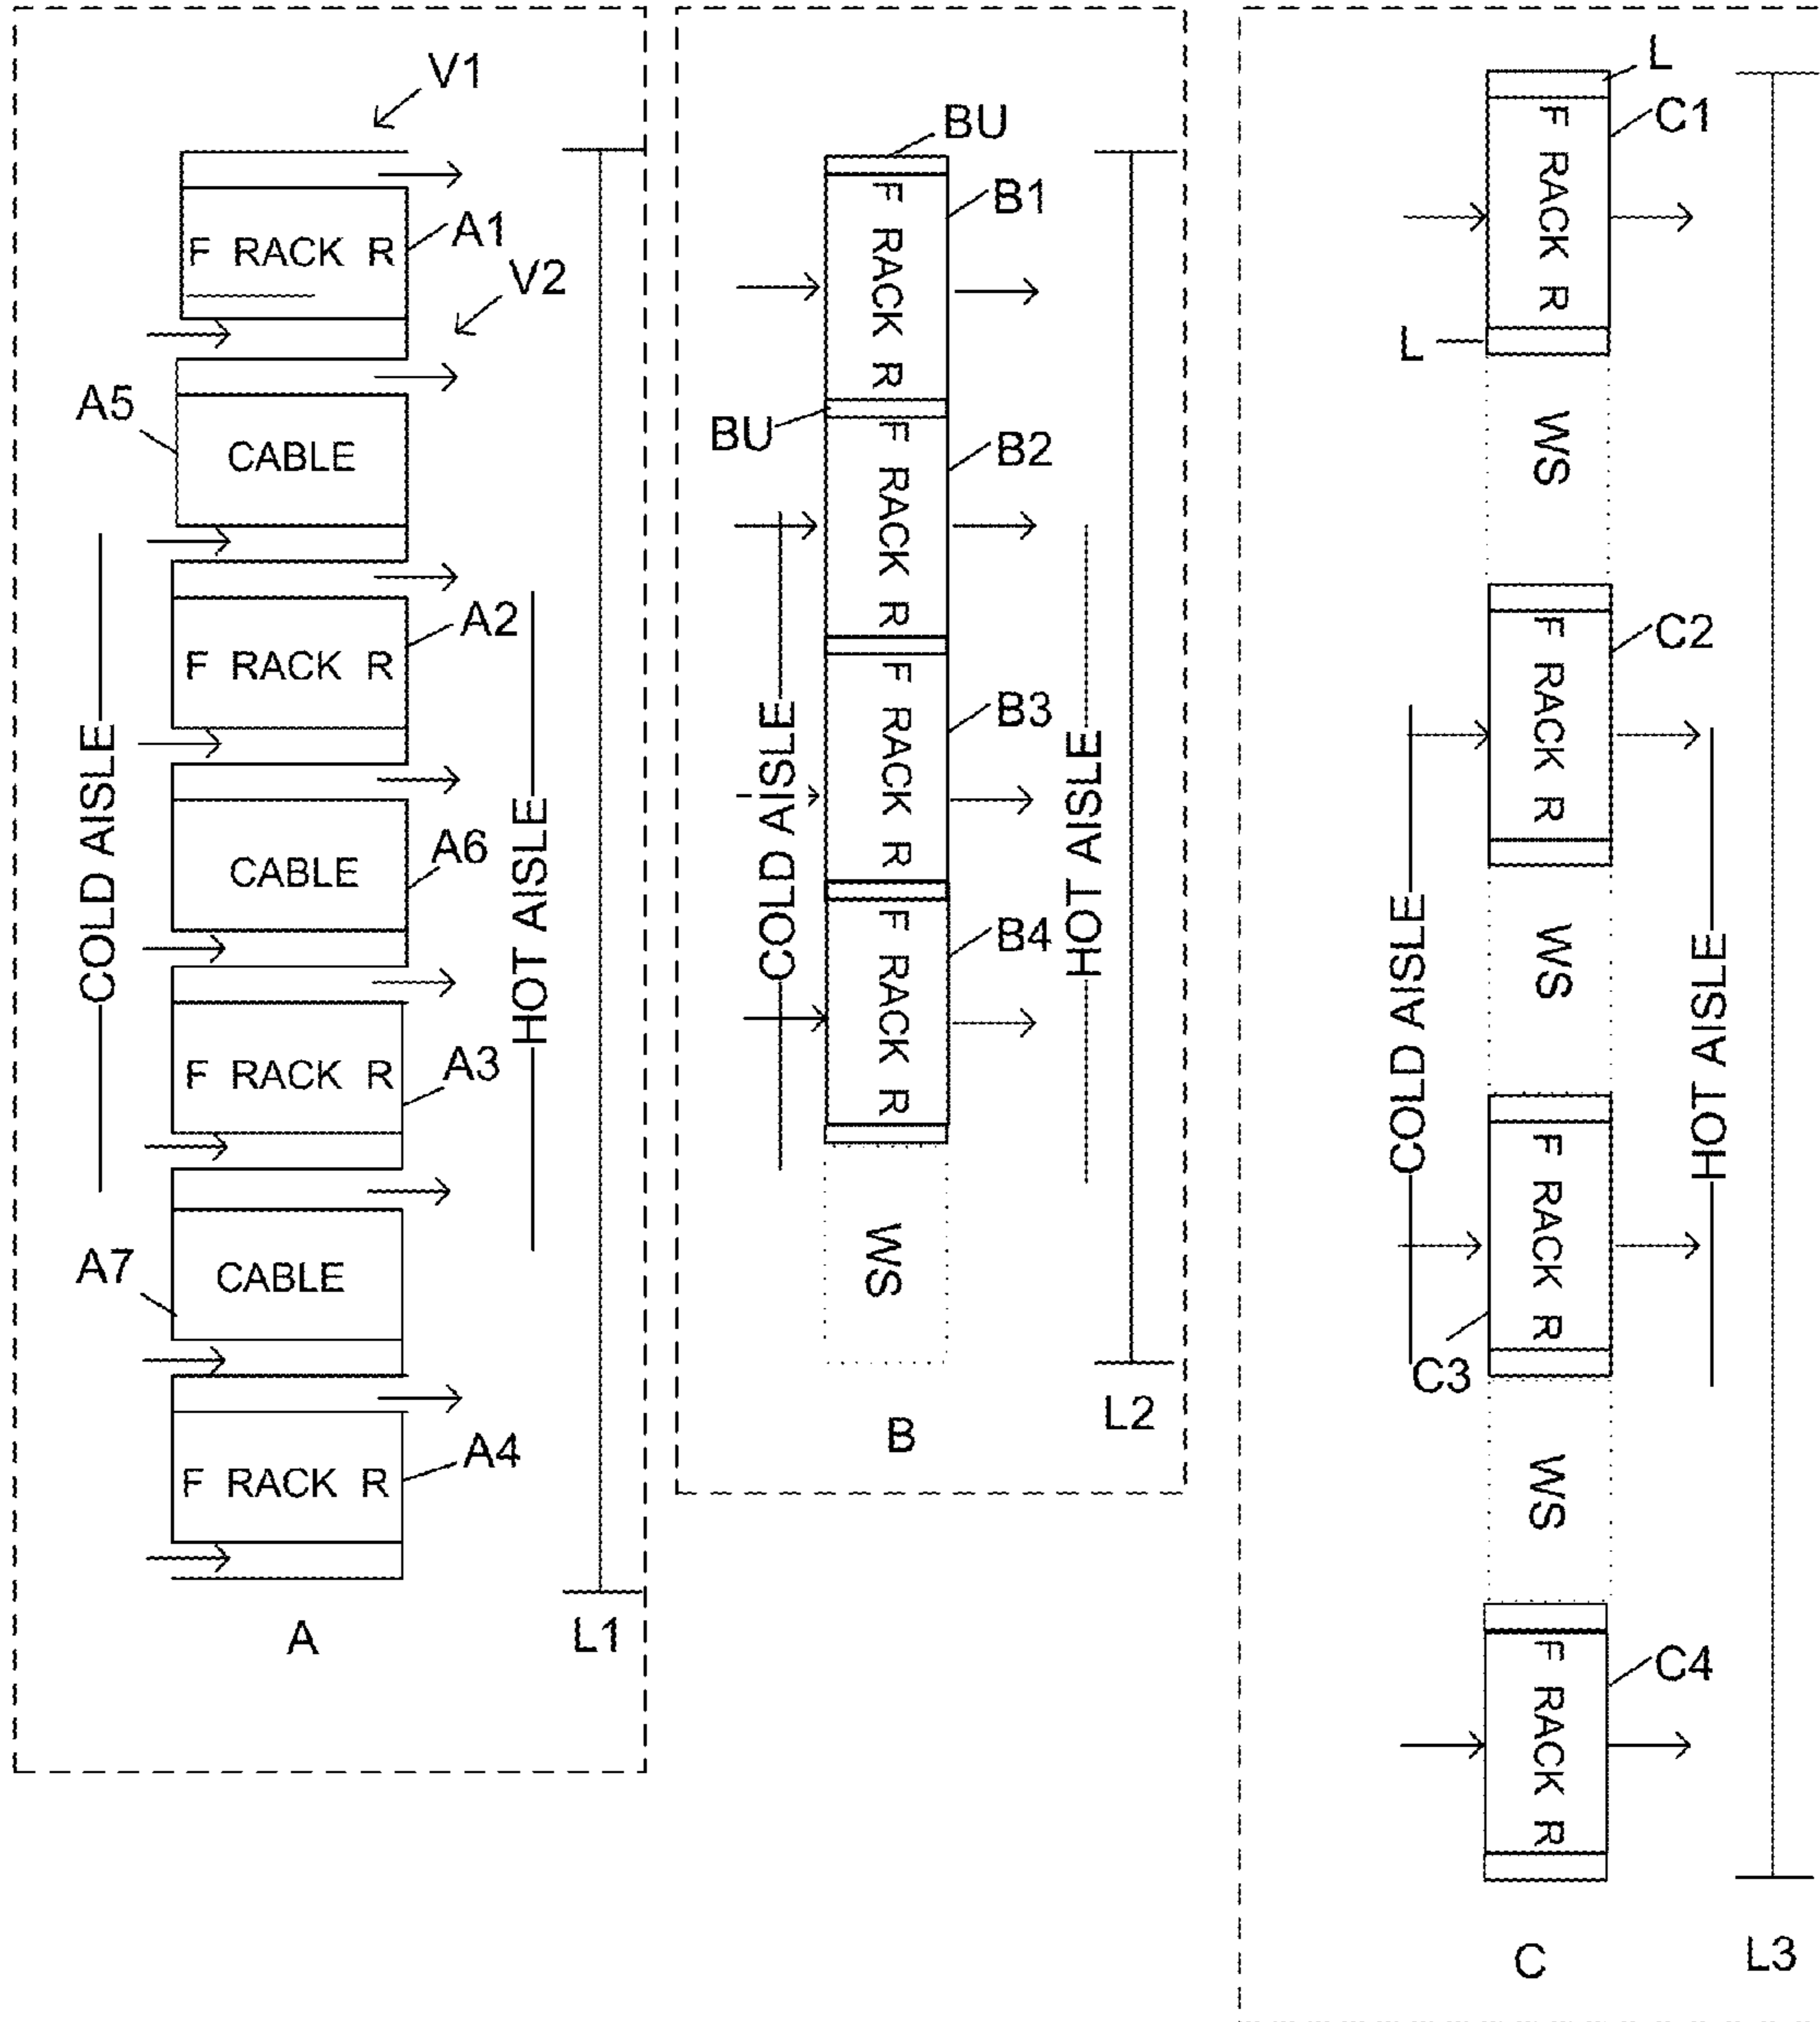 V1
F RACK R
A1
V2
A5
CABLE
F RACK R
A2
COLD AISLE
HOT AISLE
CABLE
A6
F RACK R
A3
A7
CABLE
F RACK R
A4
A
L1
BU
F RACK R
B1
BU
F RACK R
B2
F RACK R
B3
COLD AISLE
HOT AISLE
F RACK R
B4
WS
B
L2
L
F RACK R
C1
L
WS
F RACK R
C2
COLD AISLE
HOT AISLE
WS
F RACK R
C3
WS
F RACK R
C4
C
L3